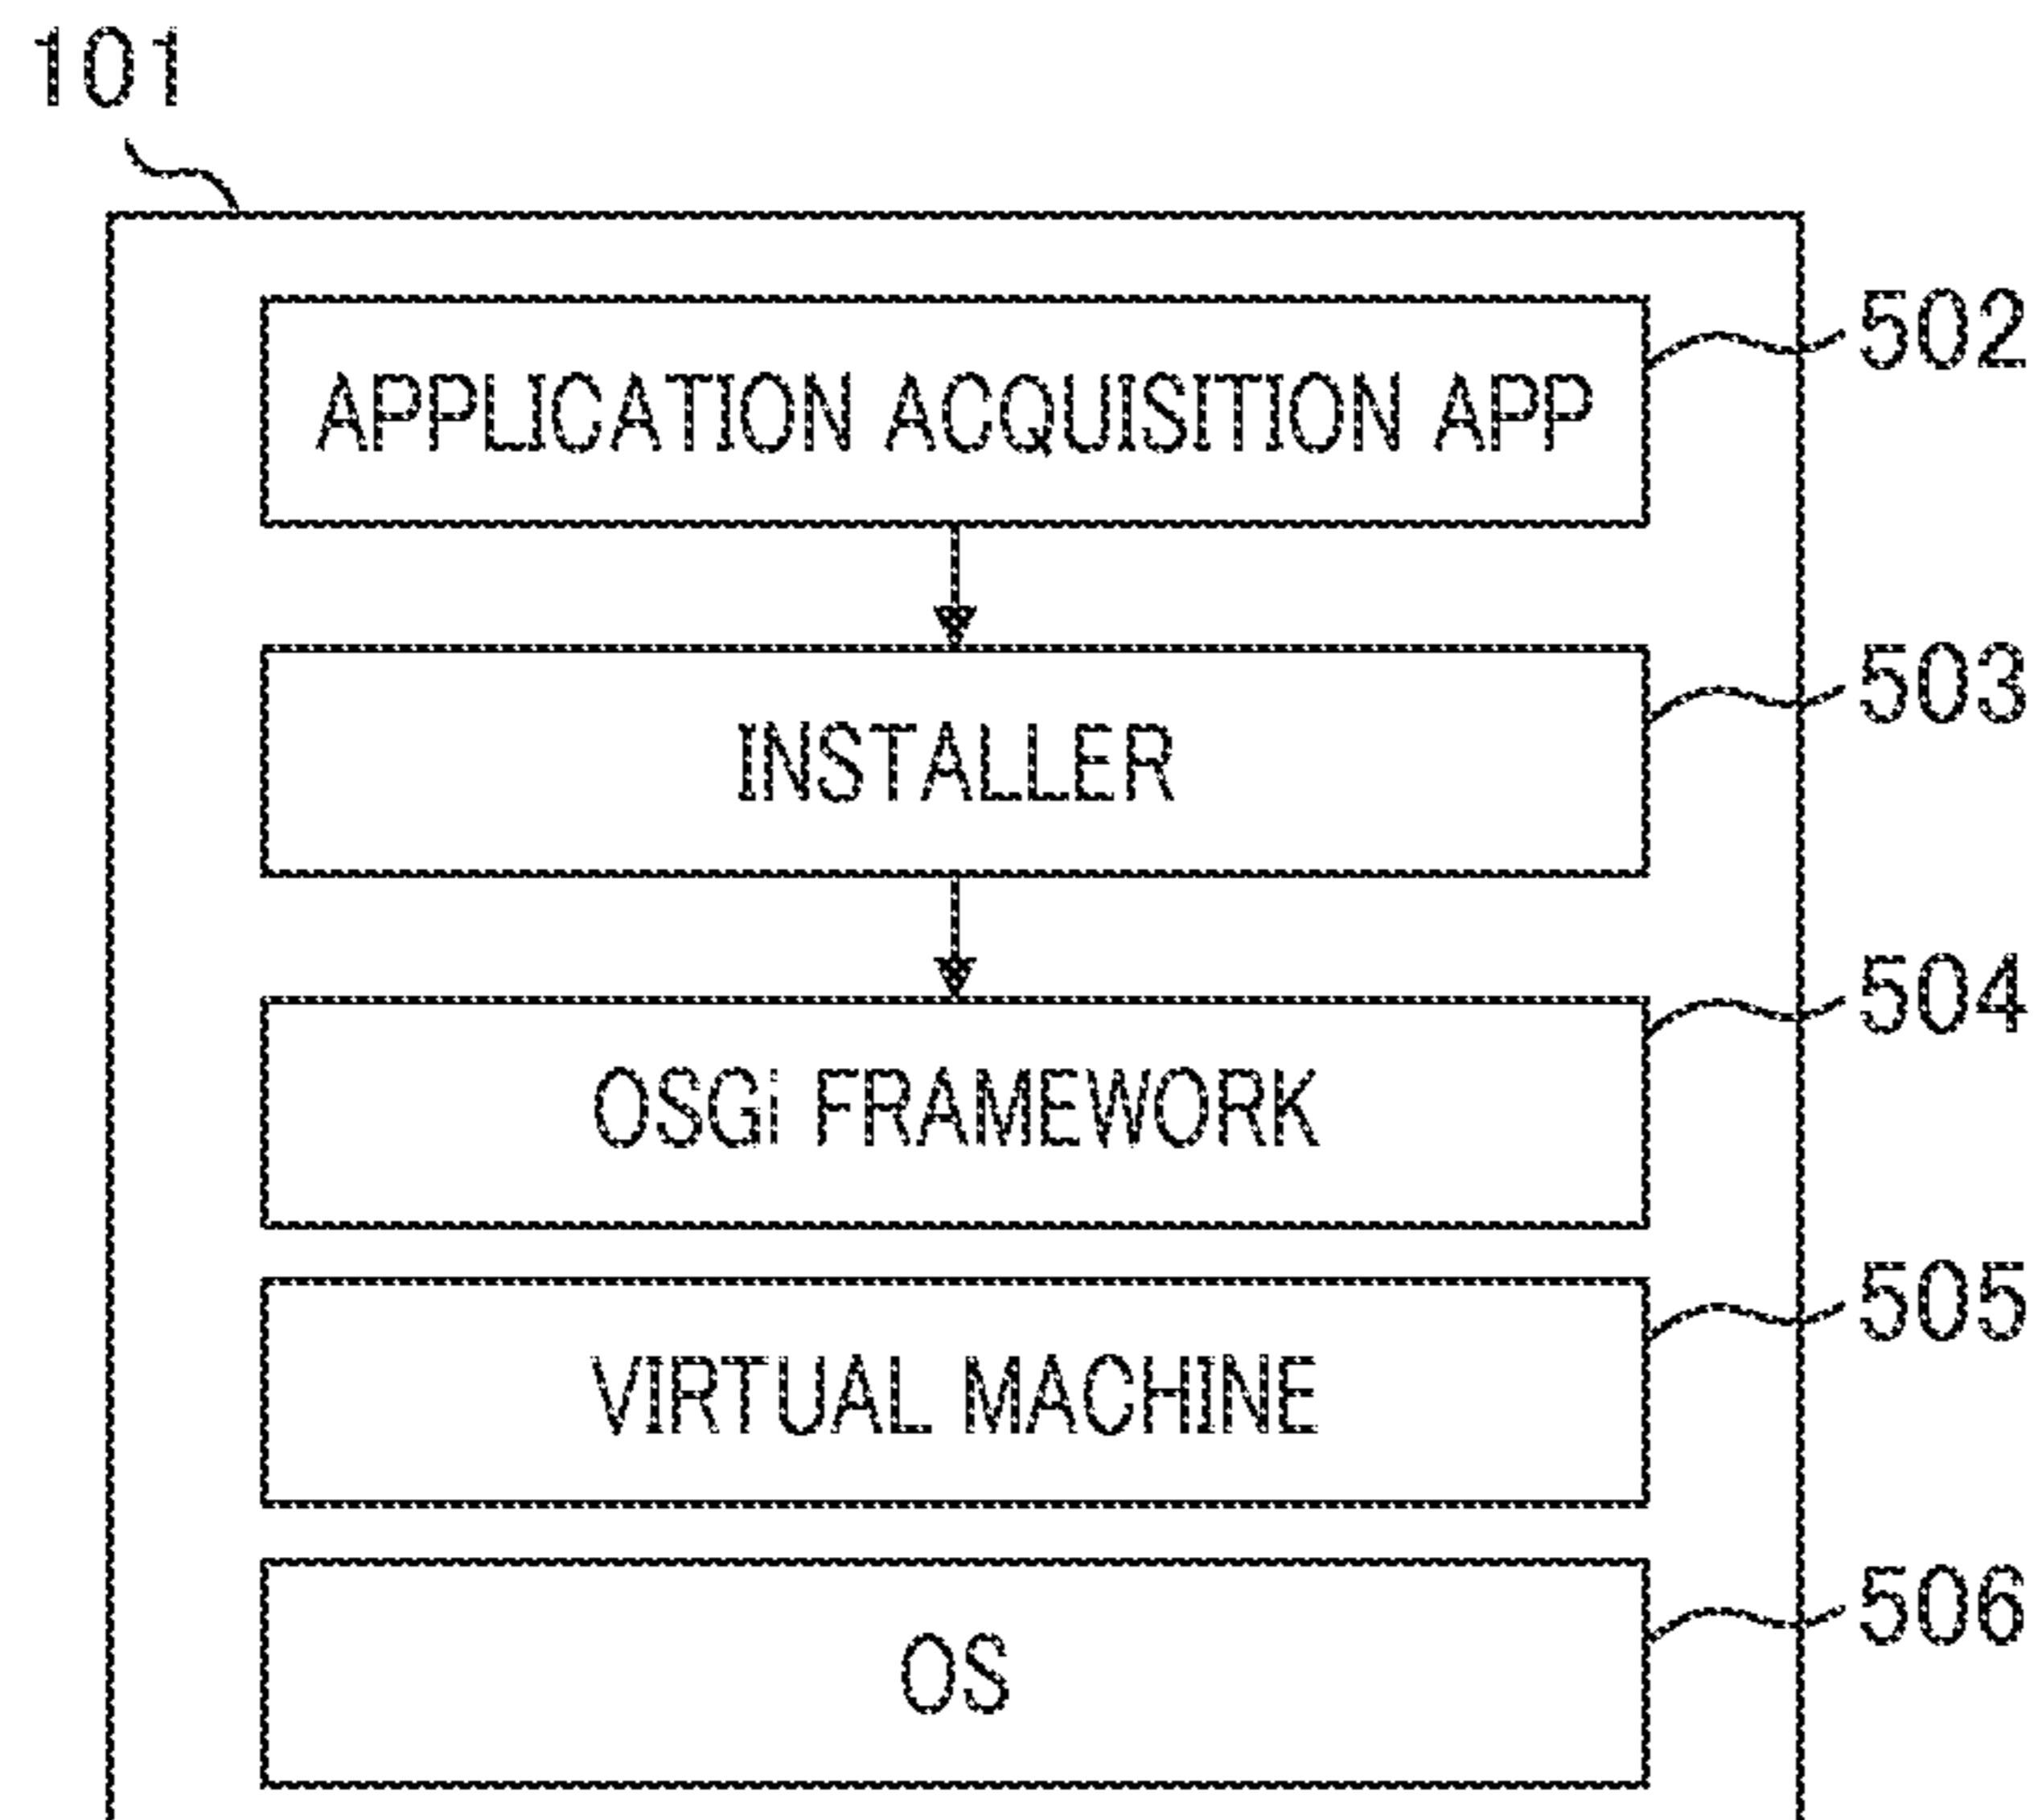 101
APPLICATION ACQUISITION APP
502
INSTALLER
503
OSGi FRAMEWORK
504
VIRTUAL MACHINE
505
OS
506